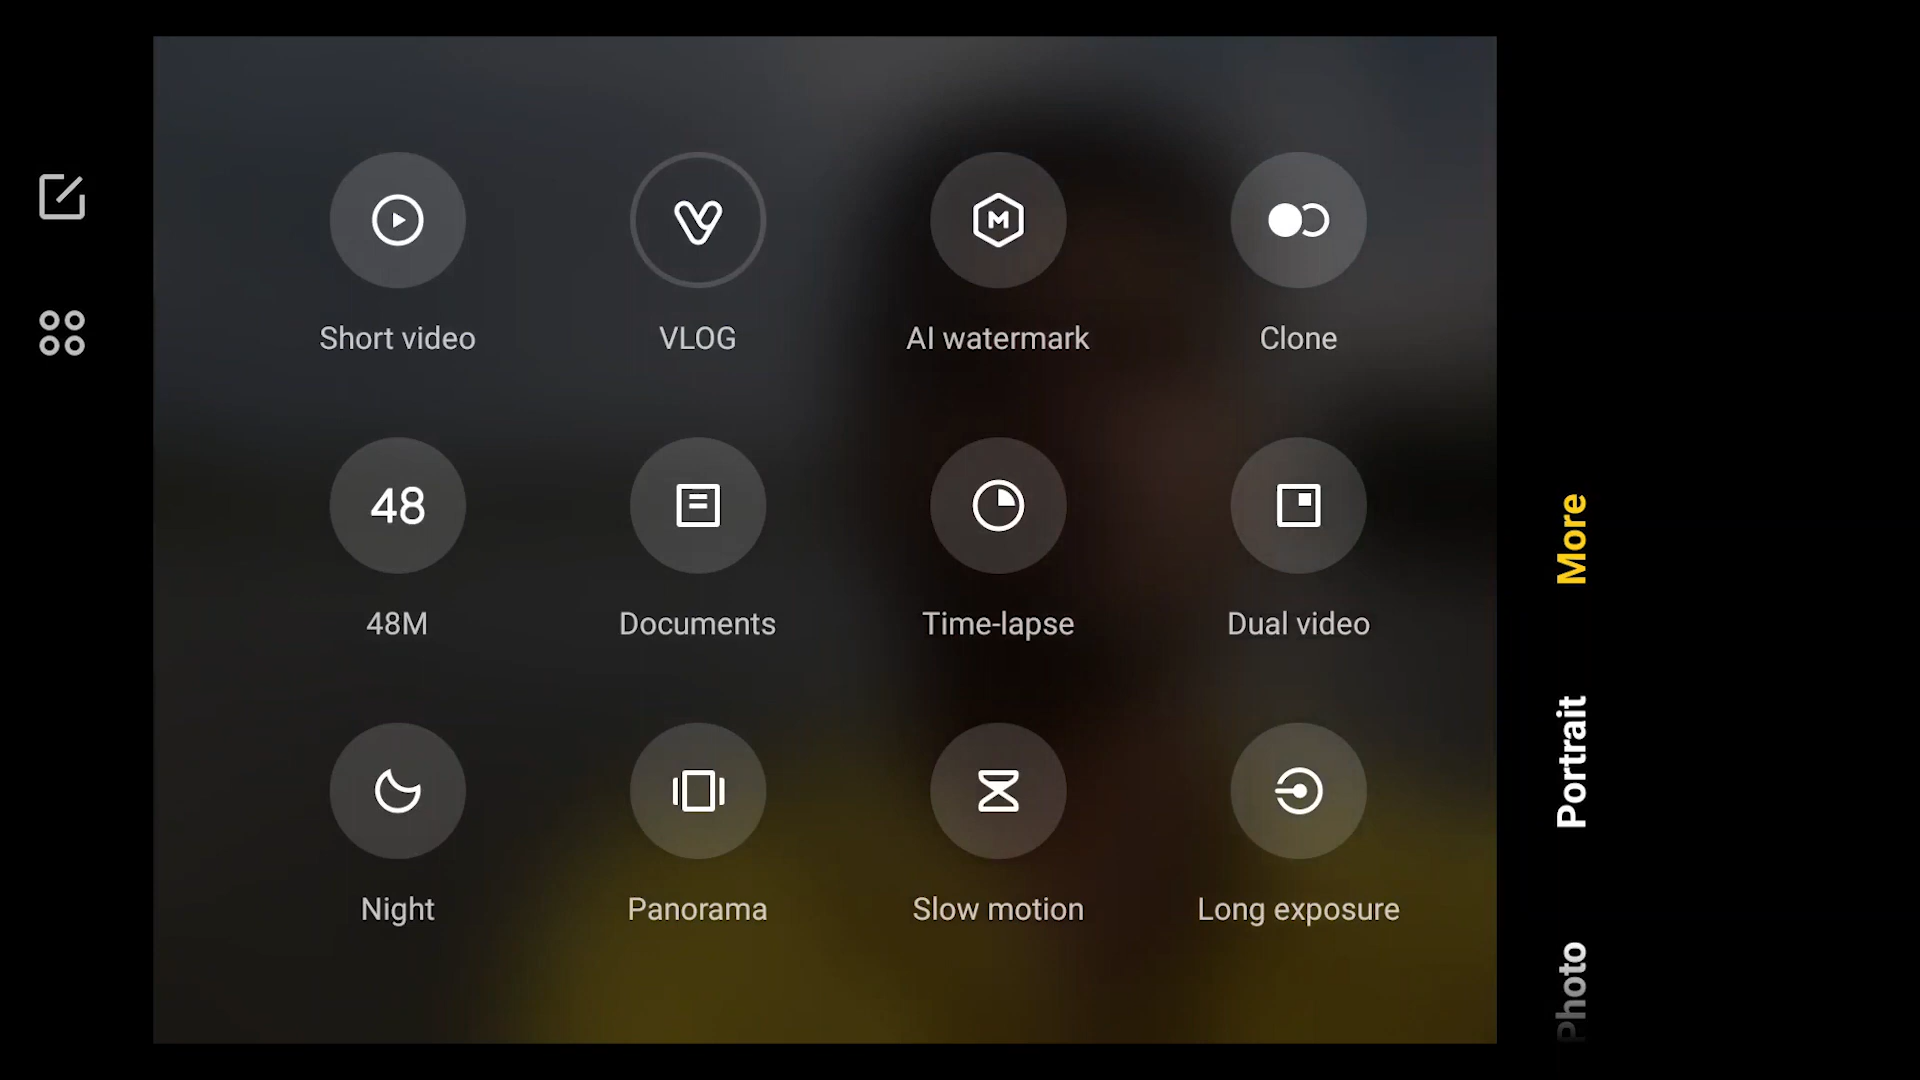 Short video
VLOG
M
AI watermark
Clone
48
48M
Documents
Time-lapse
Dual video
Night
Panorama
Slow motion
Long exposure
More
Portrait
Photo